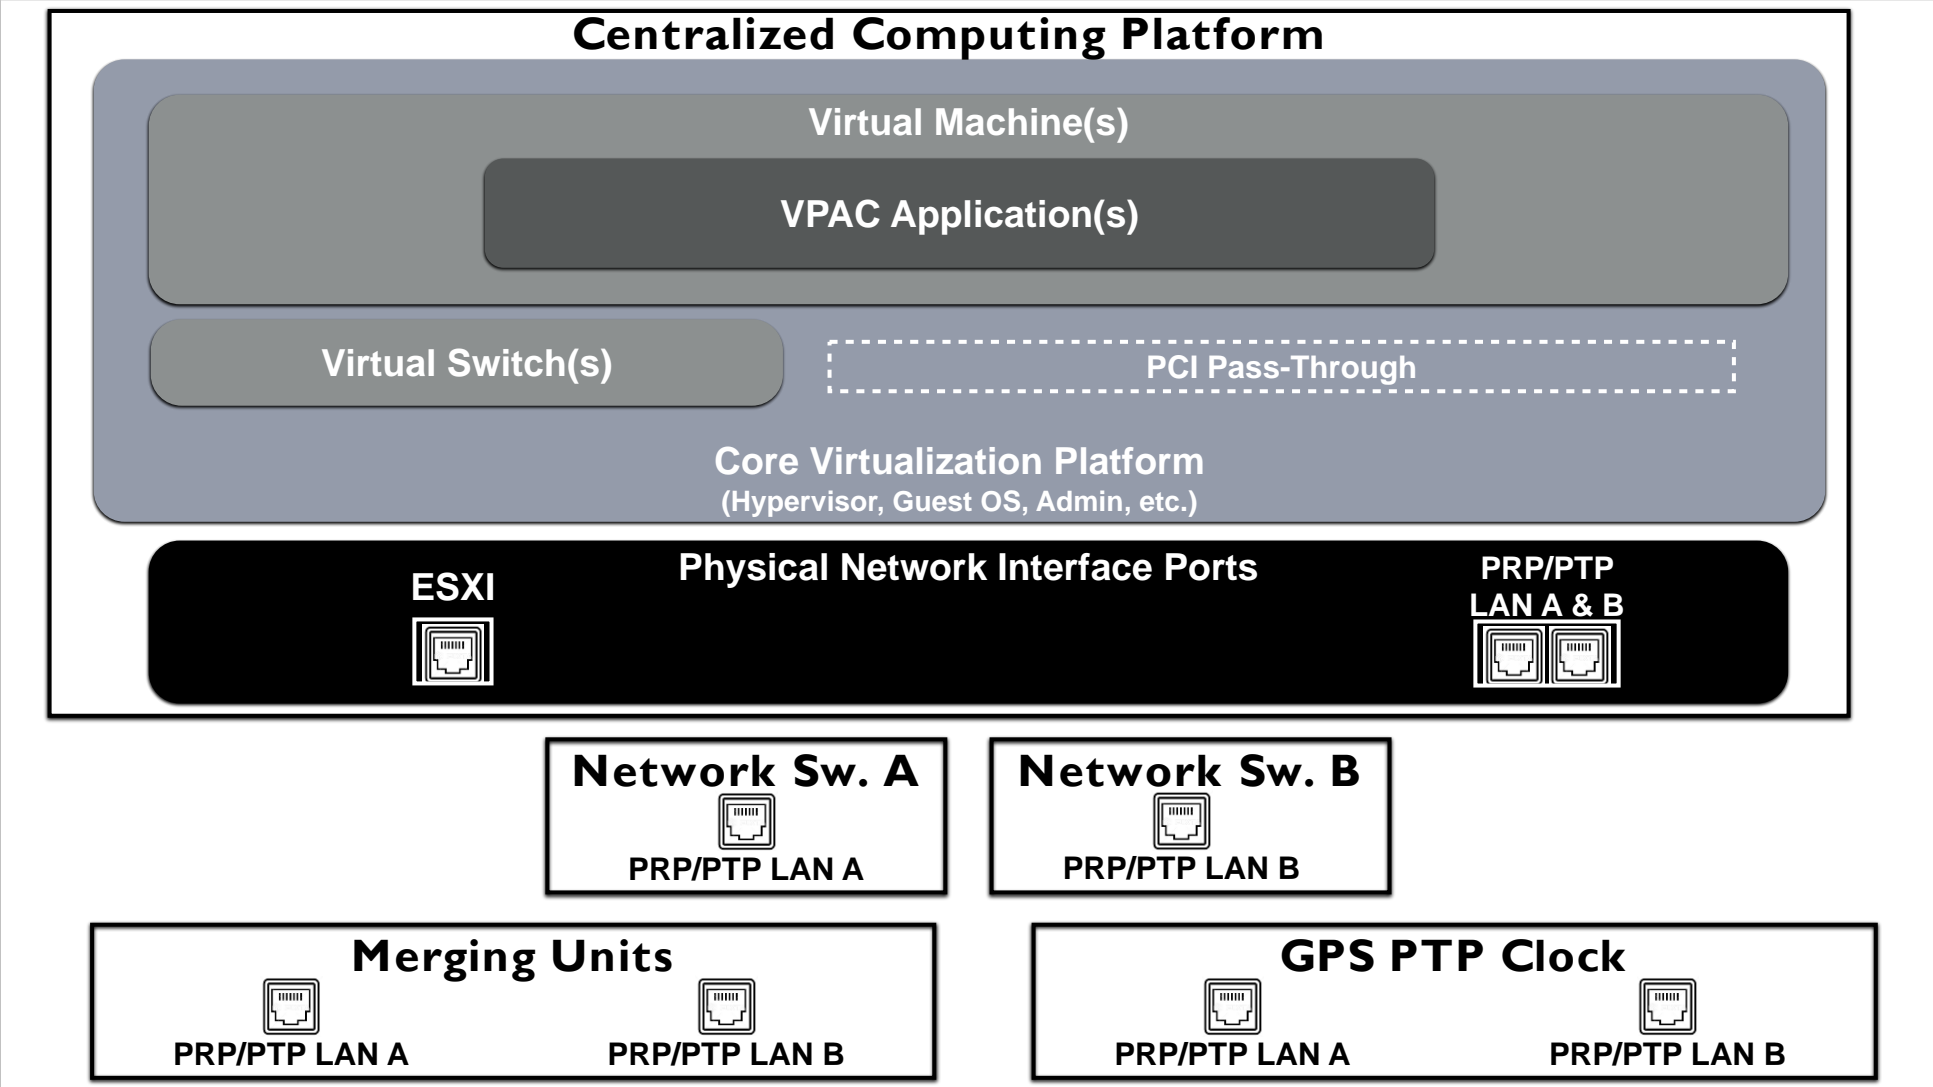 Centralized Computing Platform
Virtual Machine(s)
VPAC Application(s)
Virtual Switch(s)
PCI Pass-Through
Core Virtualization Platform
(Hypervisor, Guest OS, Admin, etc.)
Physical Network Interface Ports
ESXI
PRP/PTP
LAN A & B
Network Sw. A
PRP/PTP LAN A
Network Sw. B
PRP/PTP LAN B
Merging Units
PRP/PTP LAN A
PRP/PTP LAN B
GPS PTP Clock
PRP/PTP LAN A
PRP/PTP LAN B